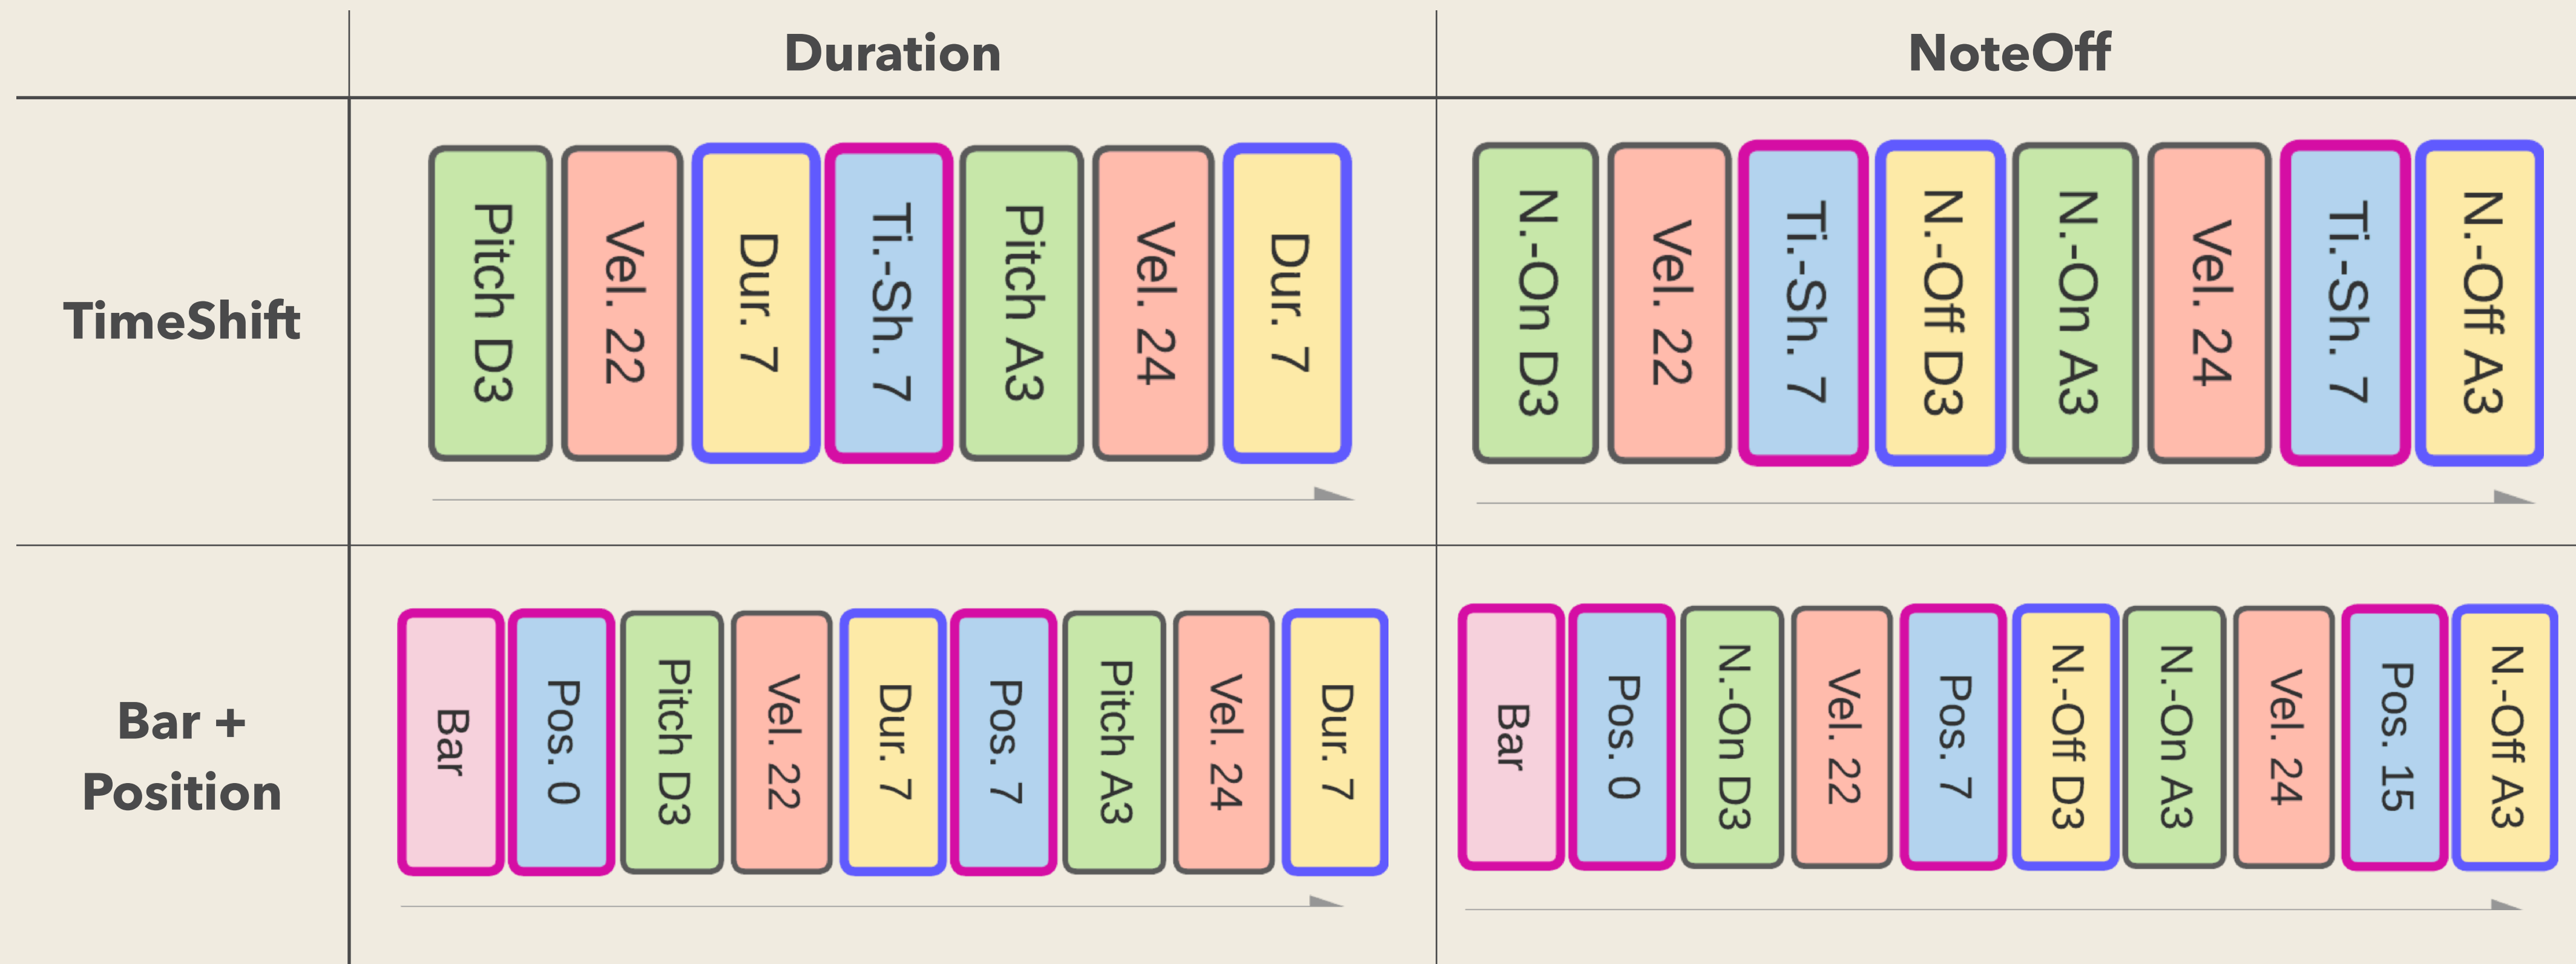 Duration
NoteOff
TimeShift
Pitch D3
Vel. 22
Dur. 7
Ti.-Sh. 7
Pitch A3
Vel. 24
Dur. 7
N.-On D3
Vel. 22
Ti.-Sh. 7
N.-Off D3
N.-On A3
Vel. 24
Ti.-Sh. 7
N.-Off A3
Bar +
Position
Bar
Pos. 0
Pitch D3
Vel. 22
Dur. 7
Pos. 7
Pitch A3
Vel. 24
Dur. 7
Bar
Pos. 0
N.-On D3
Vel. 22
Pos. 7
N.-Off D3
N.-On A3
Vel. 24
Pos. 15
N.-Off A3